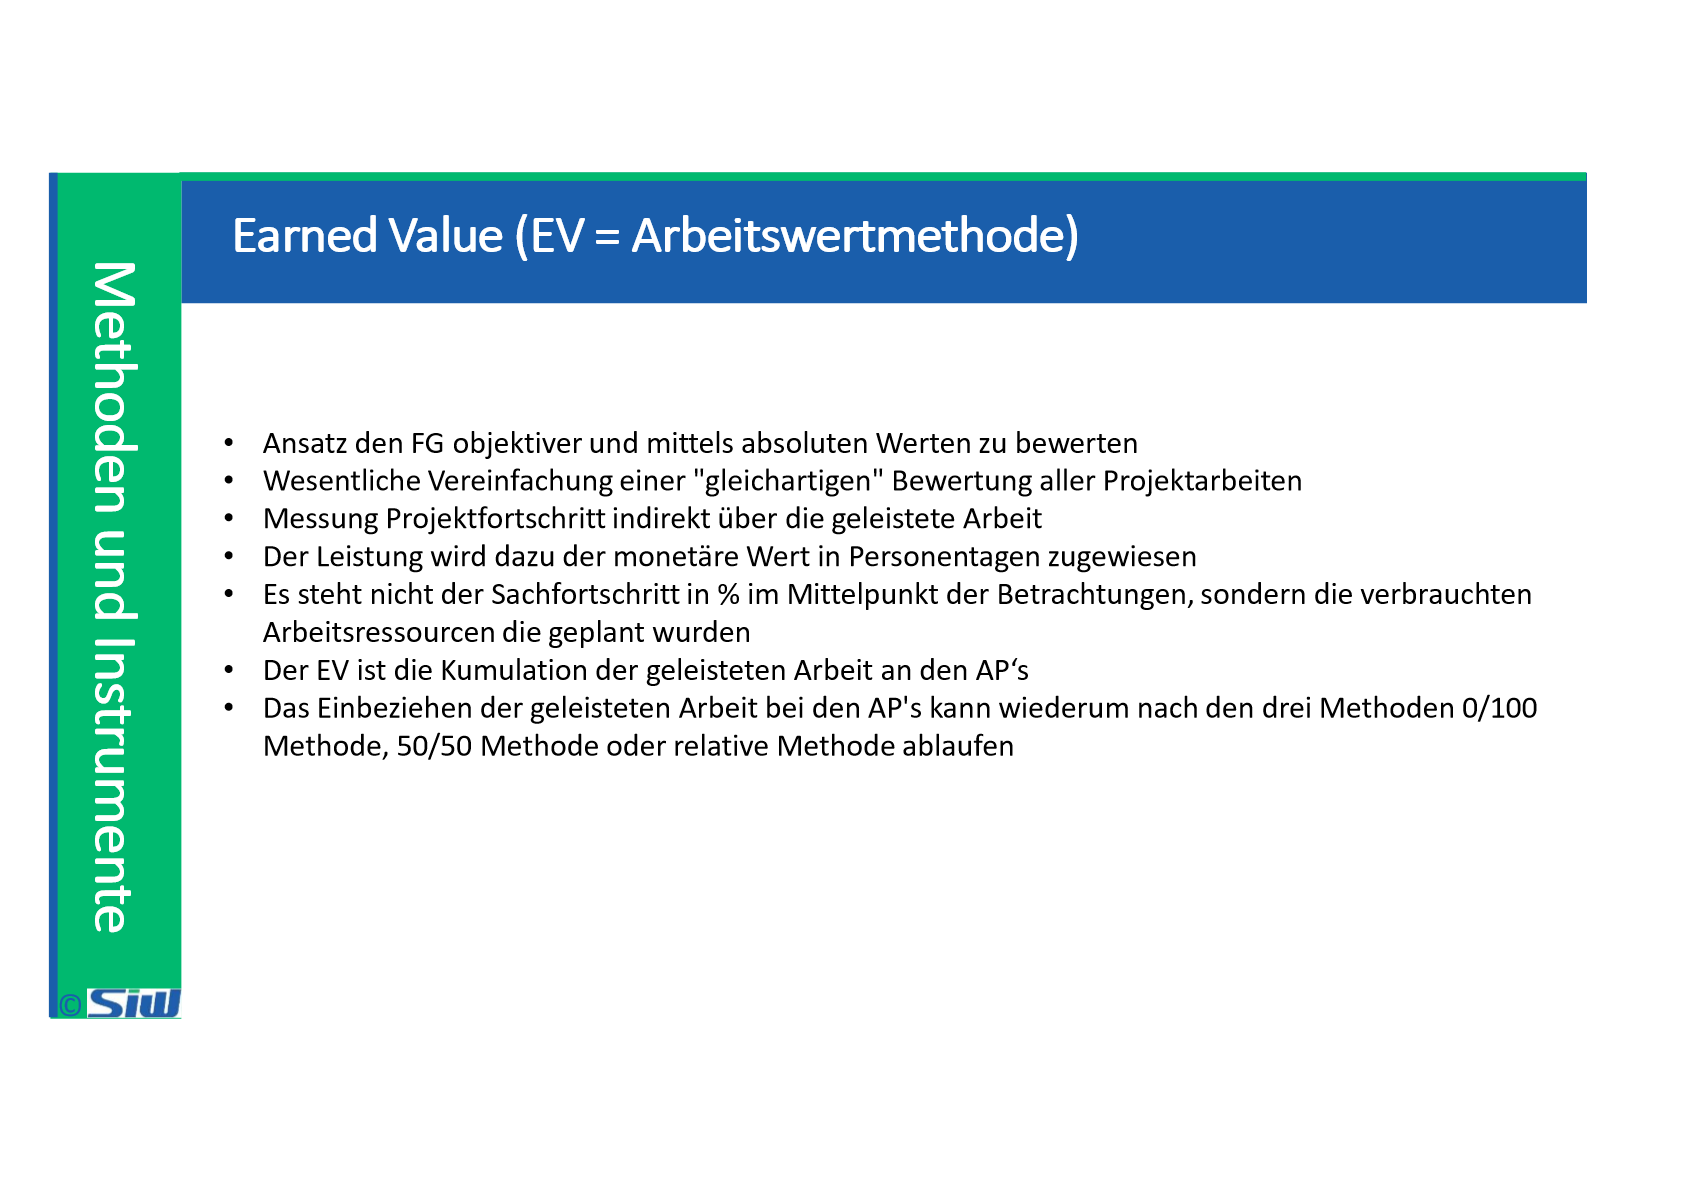 Earned Value (EV = Arbeitswertmethode)
Methoden und Instrumente
• Ansatz den FG objektiver und mittels absoluten Werten zu bewerten
• Wesentliche Vereinfachung einer "gleichartigen" Bewertung aller Projektarbeiten
• Messung Projektfortschritt indirekt über die geleistete Arbeit
• Der Leistung wird dazu der monetäre Wert in Personentagen zugewiesen
• Es steht nicht der Sachfortschritt in % im Mittelpunkt der Betrachtungen, sondern die verbrauchten
Arbeitsressourcen die geplant wurden
• Der EV ist die Kumulation der geleisteten Arbeit an den AP‘s
• Das Einbeziehen der geleisteten Arbeit bei den AP's kann wiederum nach den drei Methoden 0/100
Methode, 50/50 Methode oder relative Methode ablaufen
© SiW